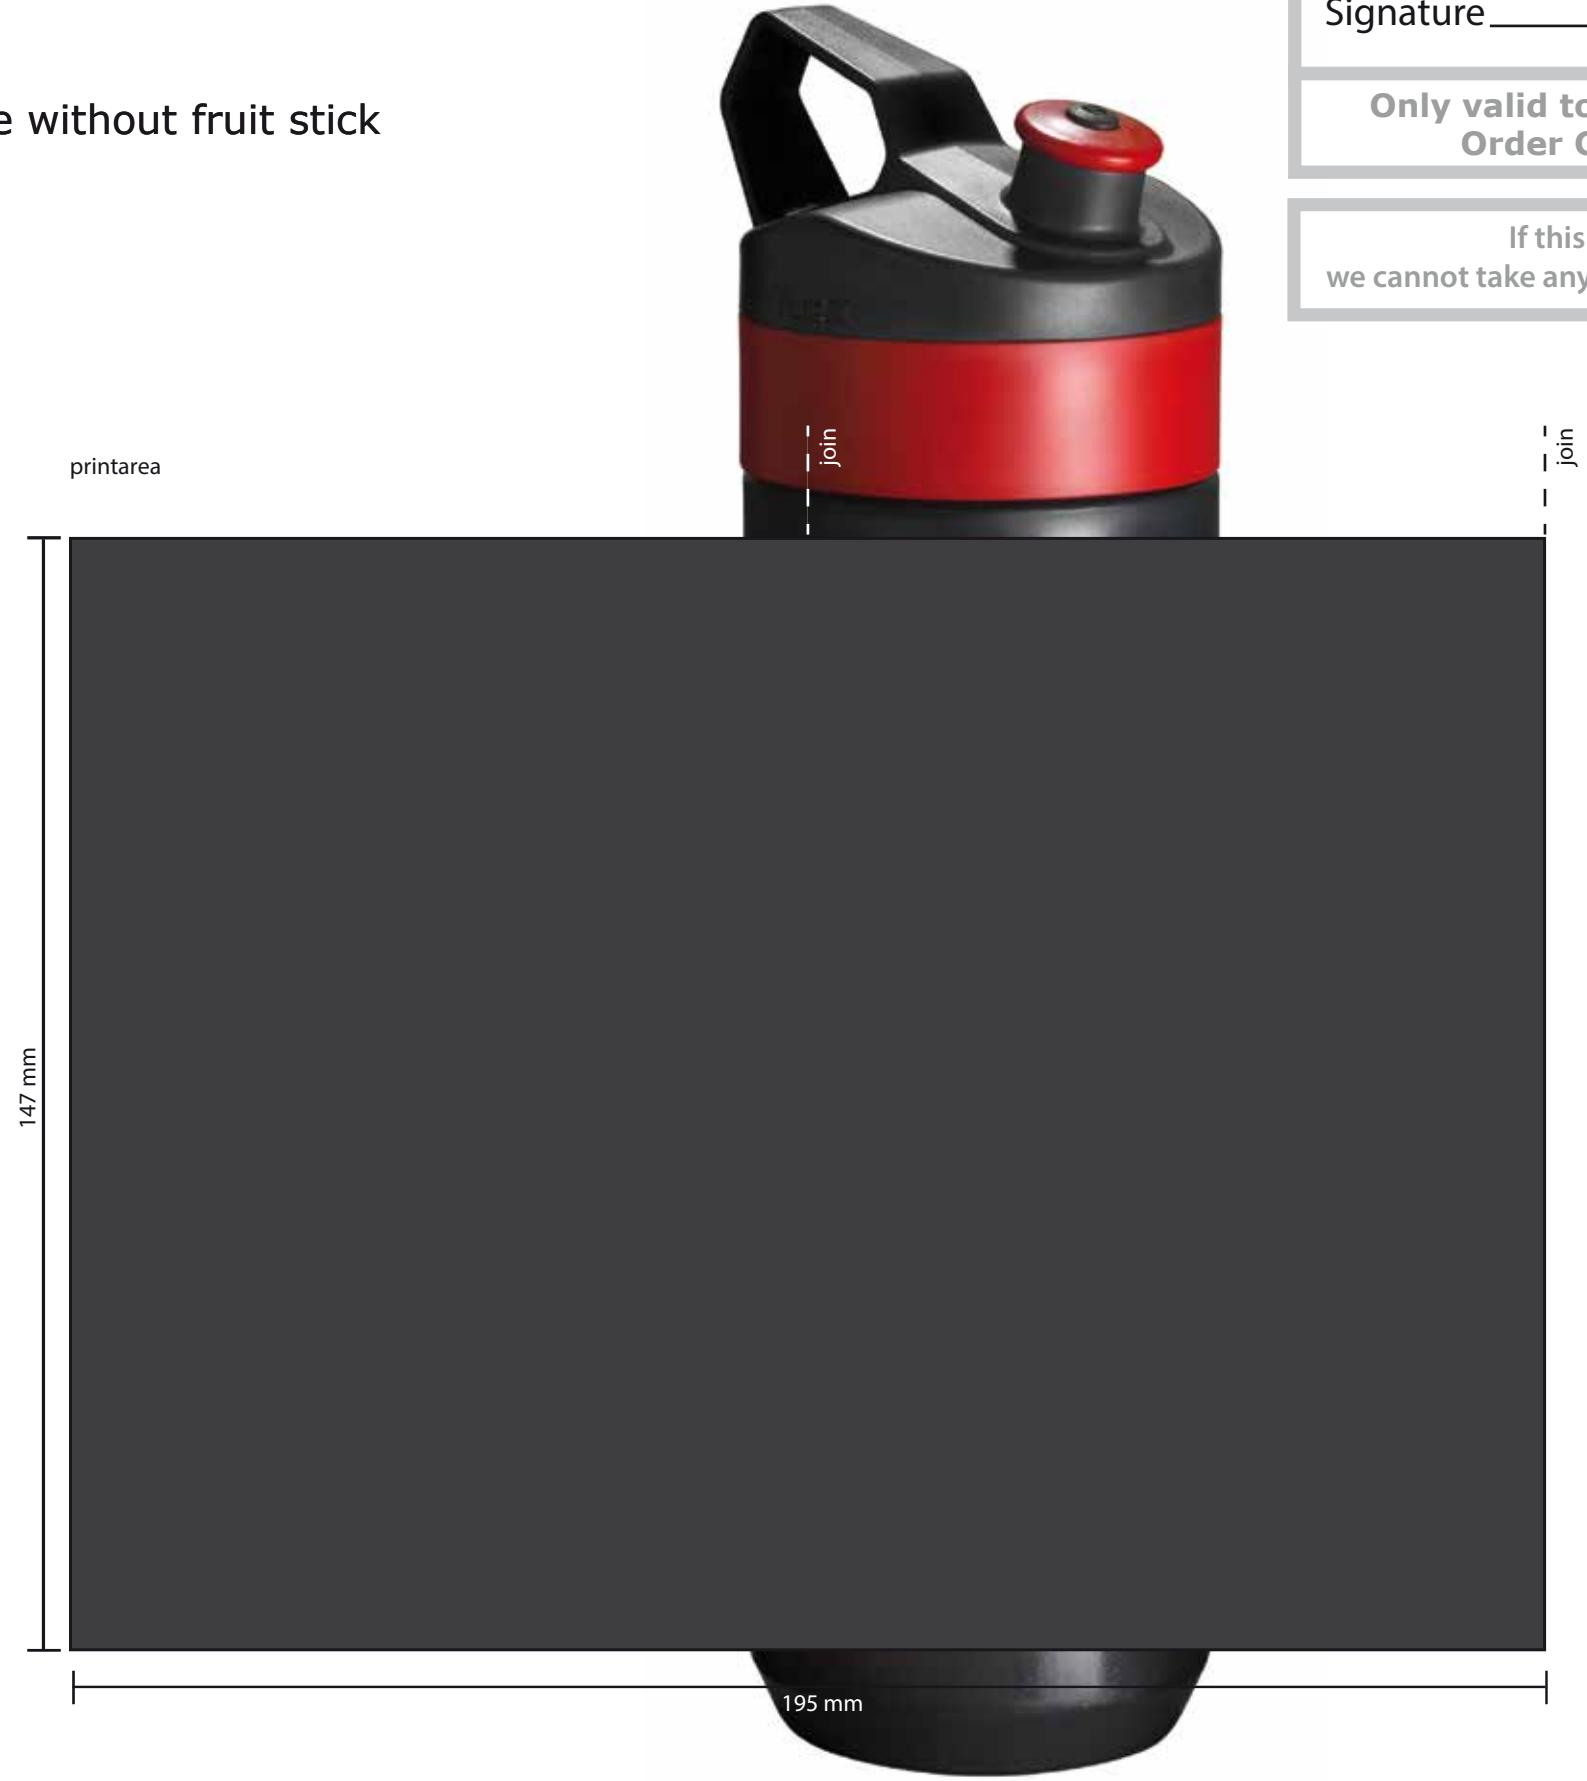 Signature
e without fruit stick
Only valid to
Order C
If this
we cannot take any
join
join
printarea
147 mm
195 mm